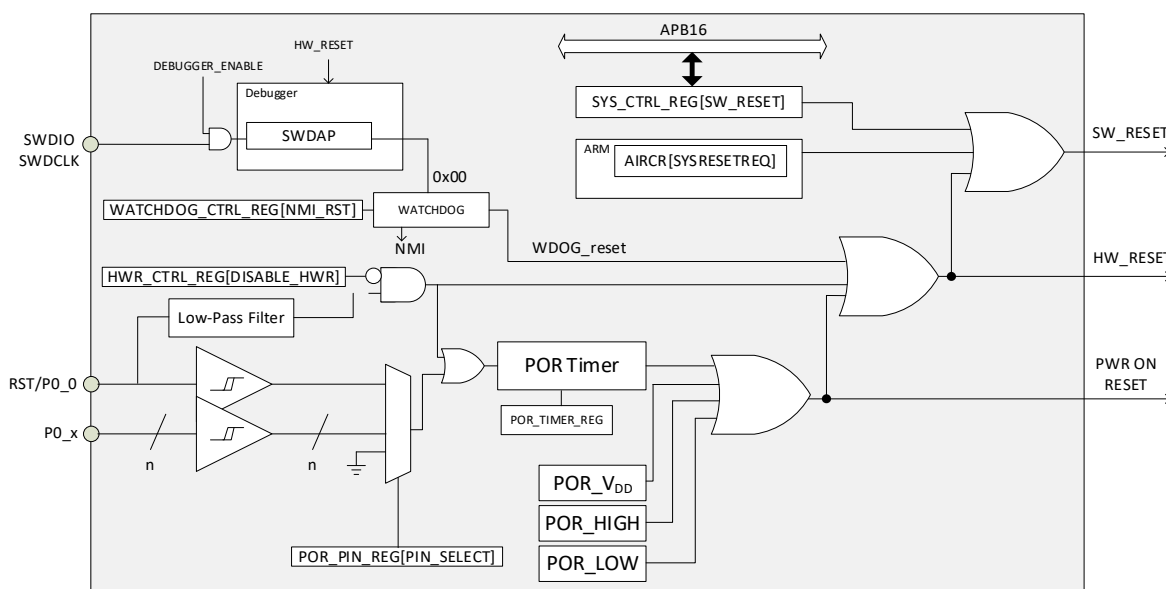 APB16
HW_RESET
DEBUGGER_ENABLE
Debugger
SYS_CTRL_REG[SW_RESET]
SWDIO
SWDCLK
SWDAP
SW_RESET
ARM
AIRCR[SYSRESETREQ]
0x00
WATCHDOG_CTRL_REG[NMI_RST]
WATCHDOG
NMI
WDOG_reset
HW_RESET
HWR_CTRL_REG[DISABLE_HWR]
Low-Pass Filter
POR Timer
PWR ON
RESET
RST/P0_0
POR_TIMER_REG
P0_x
n
n
POR_VDD
POR_HIGH
POR_PIN_REG[PIN_SELECT]
POR_LOW